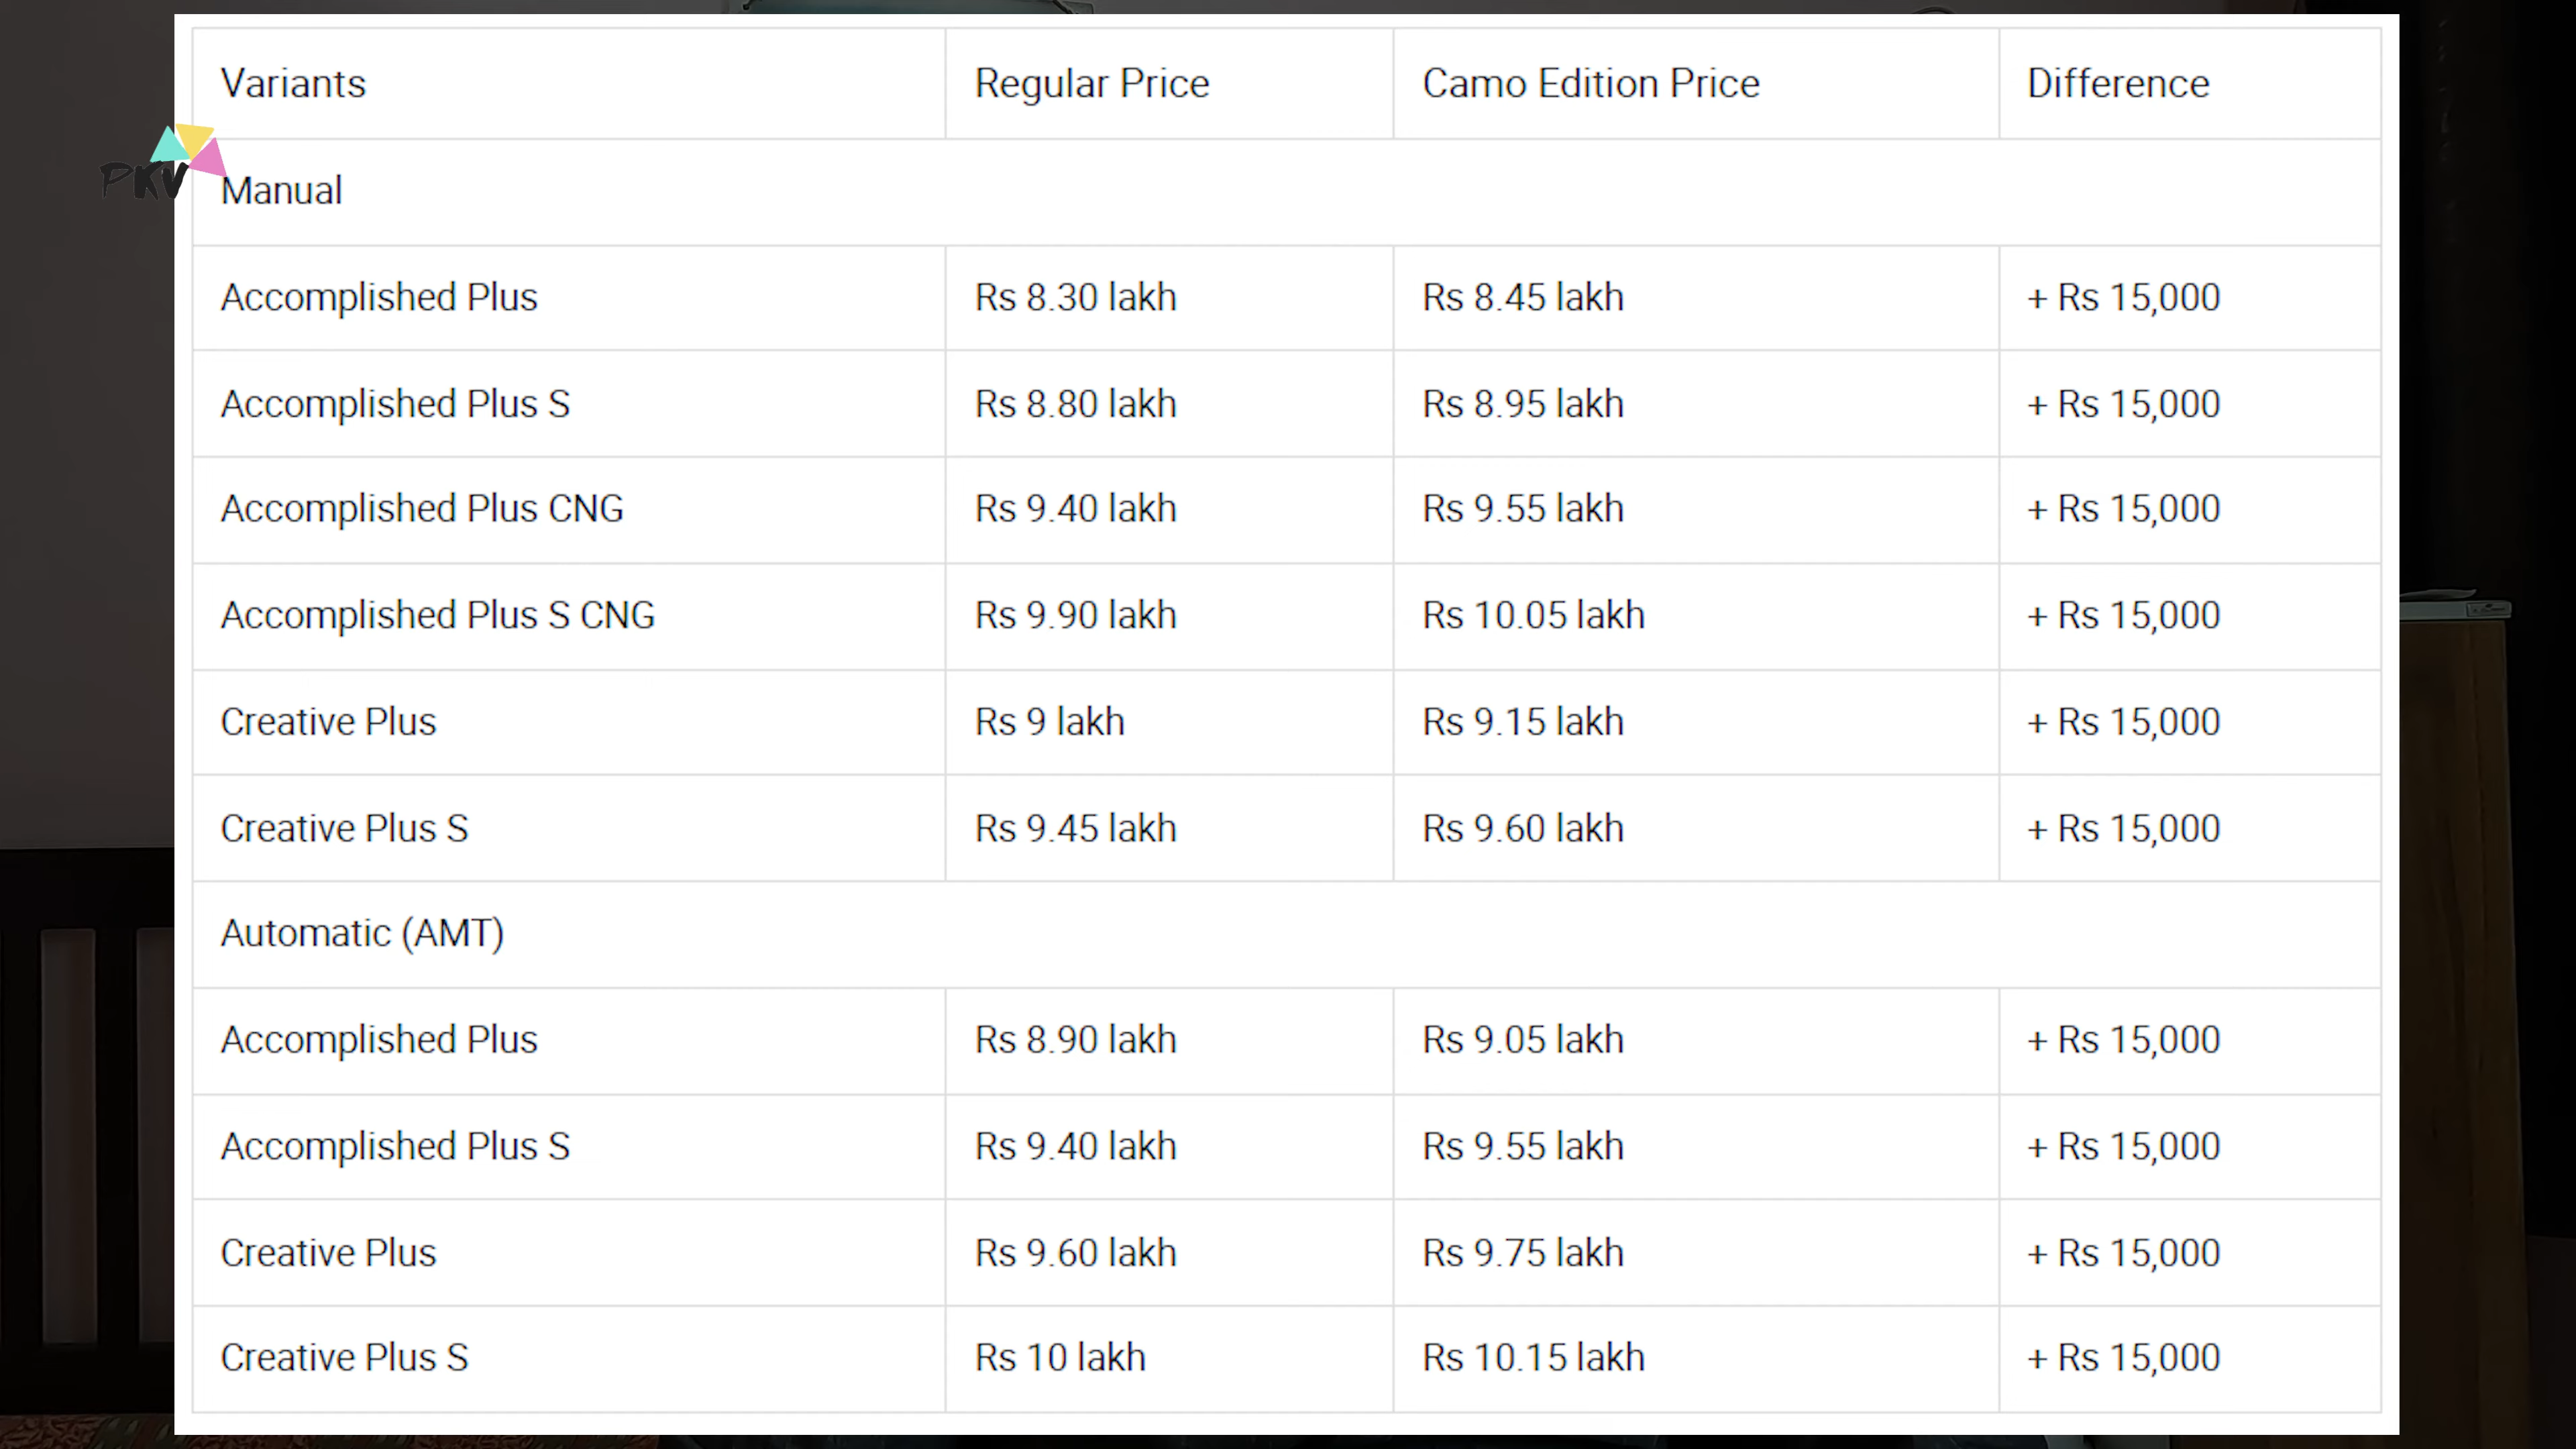 Variants Regular Price Camo Edition Price Difference
PKV
Manual
Accomplished Plus Rs 8.30 lakh Rs 8.45 lakh + Rs 15,000
Accomplished Plus S Rs 8.80 lakh Rs 8.95 lakh + Rs 15,000
Accomplished Plus CNG Rs 9.40 lakh Rs 9.55 lakh + Rs 15,000
Accomplished Plus S CNG Rs 9.90 lakh Rs 10.05 lakh + Rs 15,000
Creative Plus Rs 9 lakh Rs 9.15 lakh + Rs 15,000
Creative Plus S Rs 9.45 lakh Rs 9.60 lakh + Rs 15,000
Automatic (AMT)
Accomplished Plus Rs 8.90 lakh Rs 9.05 lakh + Rs 15,000
Accomplished Plus S Rs 9.40 lakh Rs 9.55 lakh + Rs 15,000
Creative Plus Rs 9.60 lakh Rs 9.75 lakh + Rs 15,000
Creative Plus S Rs 10 lakh Rs 10.15 lakh + Rs 15,000